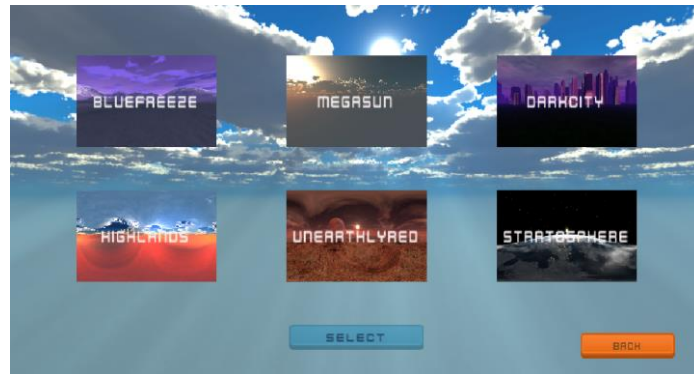 BLUEFREEZE
MEGASUN
DARKCITY
HIGHLANDS
UNEARTHLYRED
STRATOSPHERE
SELECT
BACK